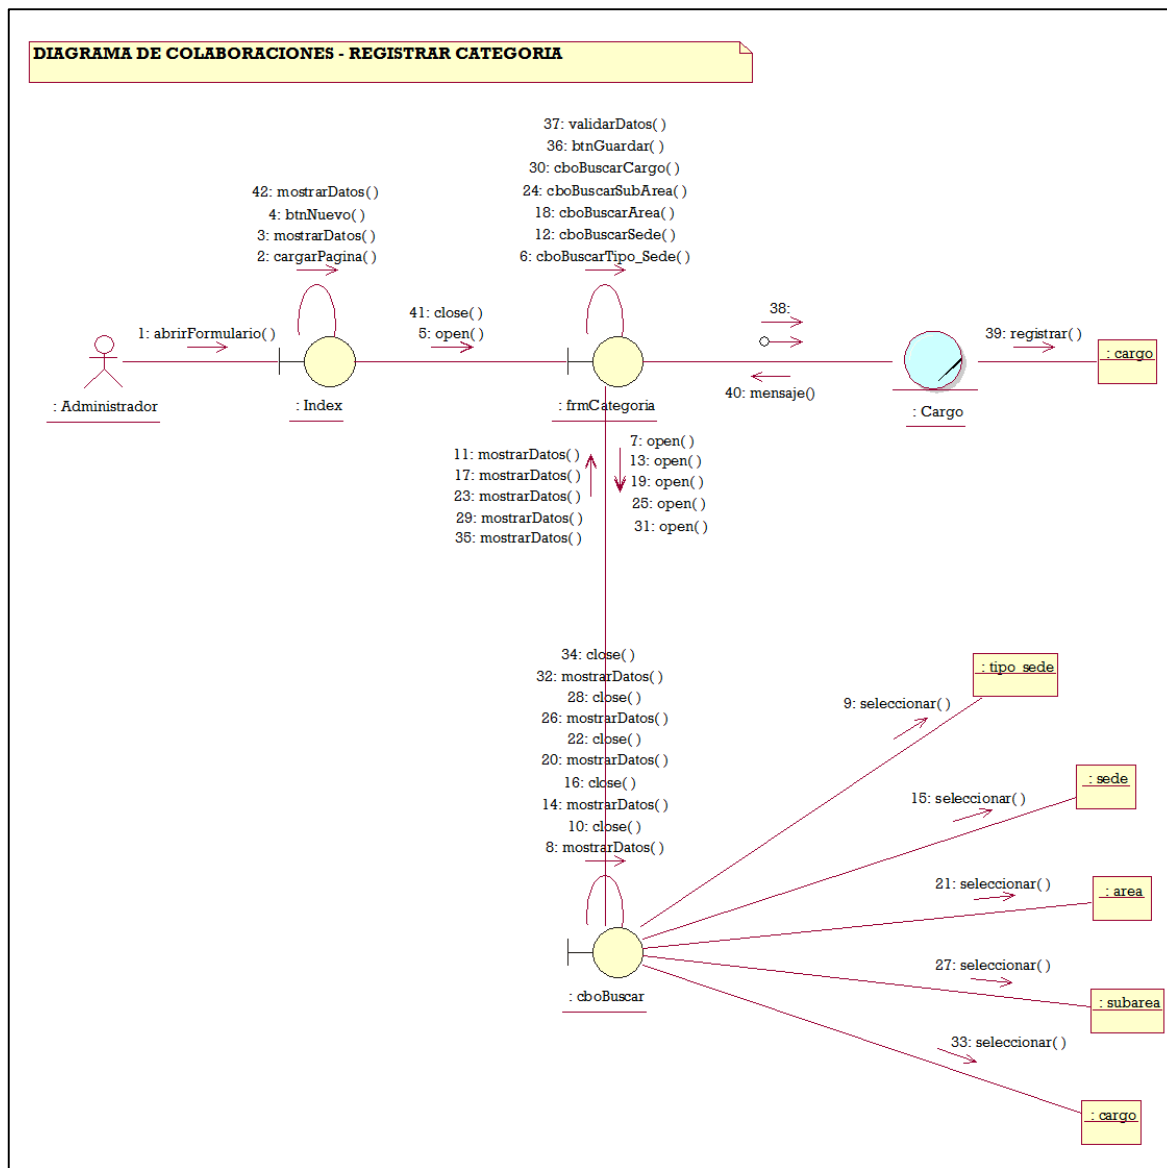 DIAGRAMA DE COLABORACIONES - REGISTRAR CATEGORIA
37: validarDatos( )
36: btnGuardar( )
30: cboBuscarCargo( )
24: cboBuscarSubArea( )
18: cboBuscarArea( )
12: cboBuscarSede( )
6: cboBuscarTipo_Sede( )
42: mostrarDatos( )
4: btnNuevo( )
3: mostrarDatos( )
2: cargarPagina( )
1: abrirFormulario( )
41: close( )
5: open( )
38:
39: registrar( )
40: mensaje()
: cargo
: Administrador
: Index
: frmCategoria
: Cargo
11: mostrarDatos( )
17: mostrarDatos( )
23: mostrarDatos( )
29: mostrarDatos( )
35: mostrarDatos( )
7: open( )
13: open( )
19: open( )
25: open( )
31: open( )
34: close( )
32: mostrarDatos( )
28: close( )
26: mostrarDatos( )
22: close( )
20: mostrarDatos( )
16: close( )
14: mostrarDatos( )
10: close( )
8: mostrarDatos( )
: tipo_sede
9: seleccionar( )
: sede
15: seleccionar( )
21: seleccionar( )
: area
27: seleccionar( )
: subarea
33: seleccionar( )
: cargo
: cboBuscar